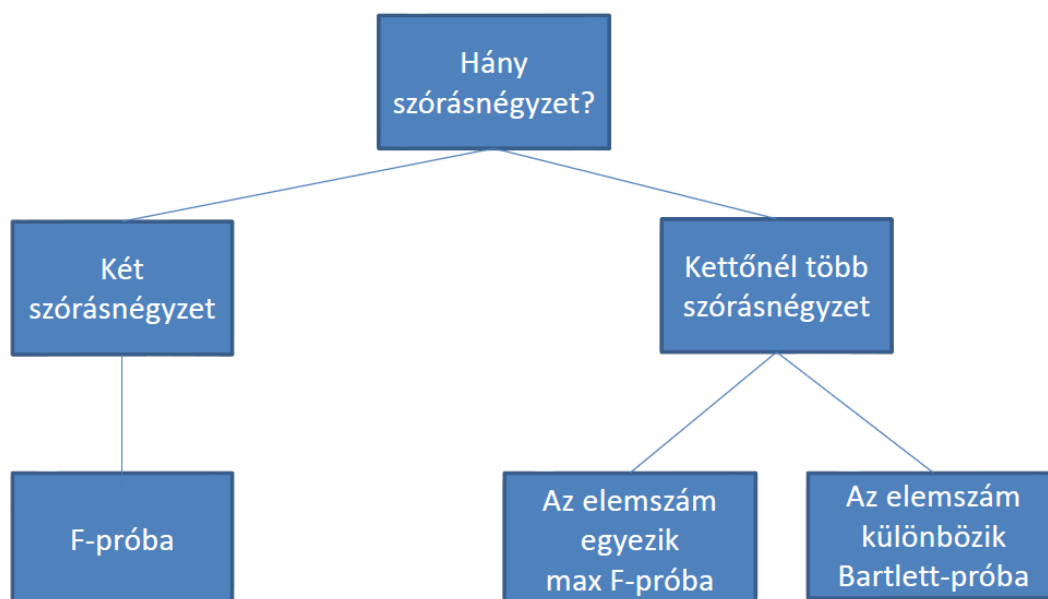 Hány
szórásnégyzet?
Két
szórásnégyzet
Kettőnél több
szórásnégyzet
F-próba
Az elemszám
egyezik
max F-próba
Az elemszám
különbözik
Bartlett-próba